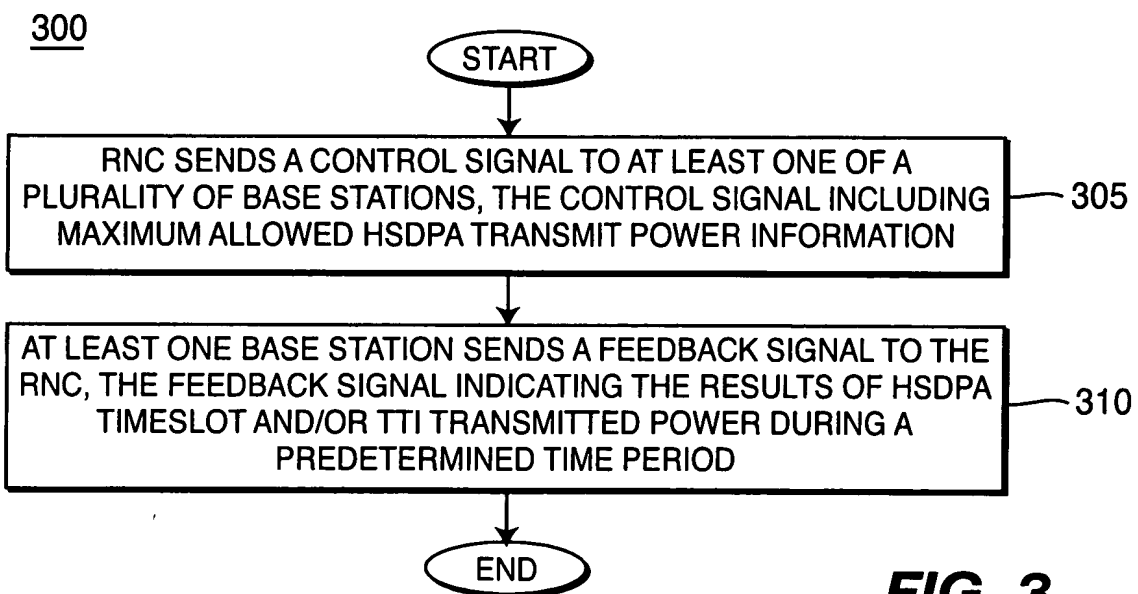 300
START
RNC SENDS A CONTROL SIGNAL TO AT LEAST ONE OF A
PLURALITY OF BASE STATIONS, THE CONTROL SIGNAL INCLUDING
MAXIMUM ALLOWED HSDPA TRANSMIT POWER INFORMATION
305
AT LEAST ONE BASE STATION SENDS A FEEDBACK SIGNAL TO THE
RNC, THE FEEDBACK SIGNAL INDICATING THE RESULTS OF HSDPA
TIMESLOT AND/OR TTI TRANSMITTED POWER DURING A
PREDETERMINED TIME PERIOD
310
END
FIG. 3